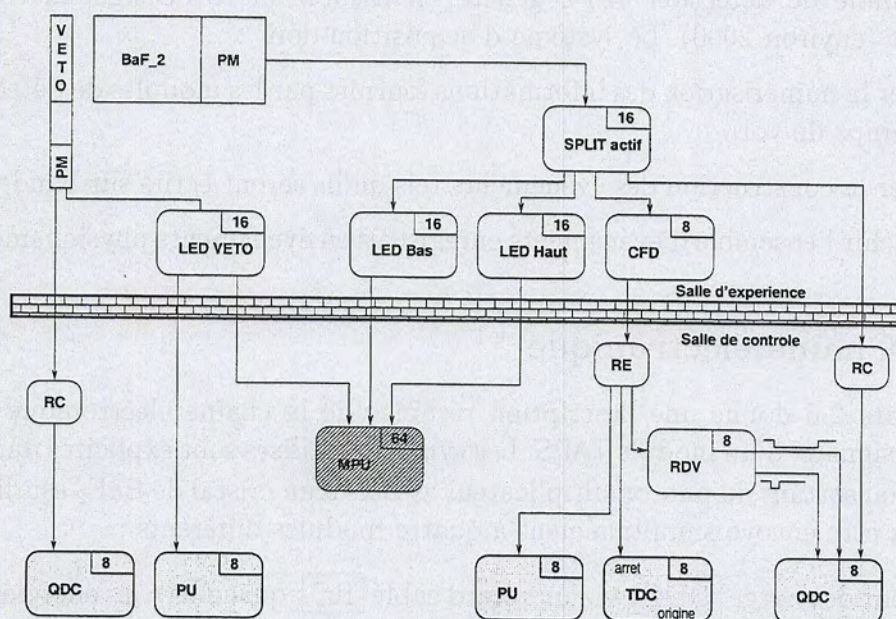 VETO
BaF_2
PM
PM
16
SPLIT actif
16
LED VETO
16
LED Bas
16
LED Haut
8
CFD
Salle d'experience
Salle de controle
RC
RE
RC
64
MPU
8
RDV
8
QDC
8
PU
8
PU
arret
8
TDC
origine
8
QDC